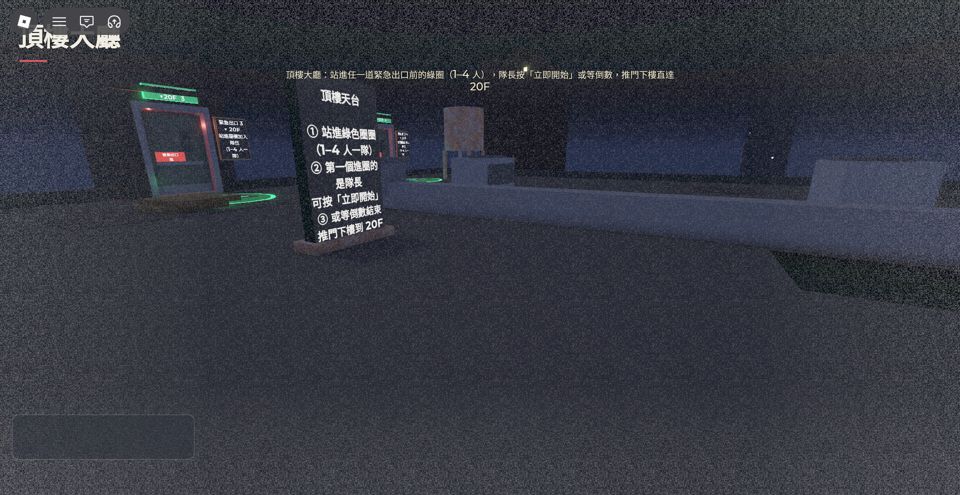 頂樓大廳
頂樓大廳：站進任一道緊急出口前的綠圈（1–4 人），隊長按「立即開始」或等倒數，推門下樓直達
20F
頂樓天台
① 站進綠色圈圈
（1–4 人一隊）
② 第一個進圈的
是隊長
可按「立即開始」
③ 或等倒數結束
推門下樓到 20F
緊急出口 3